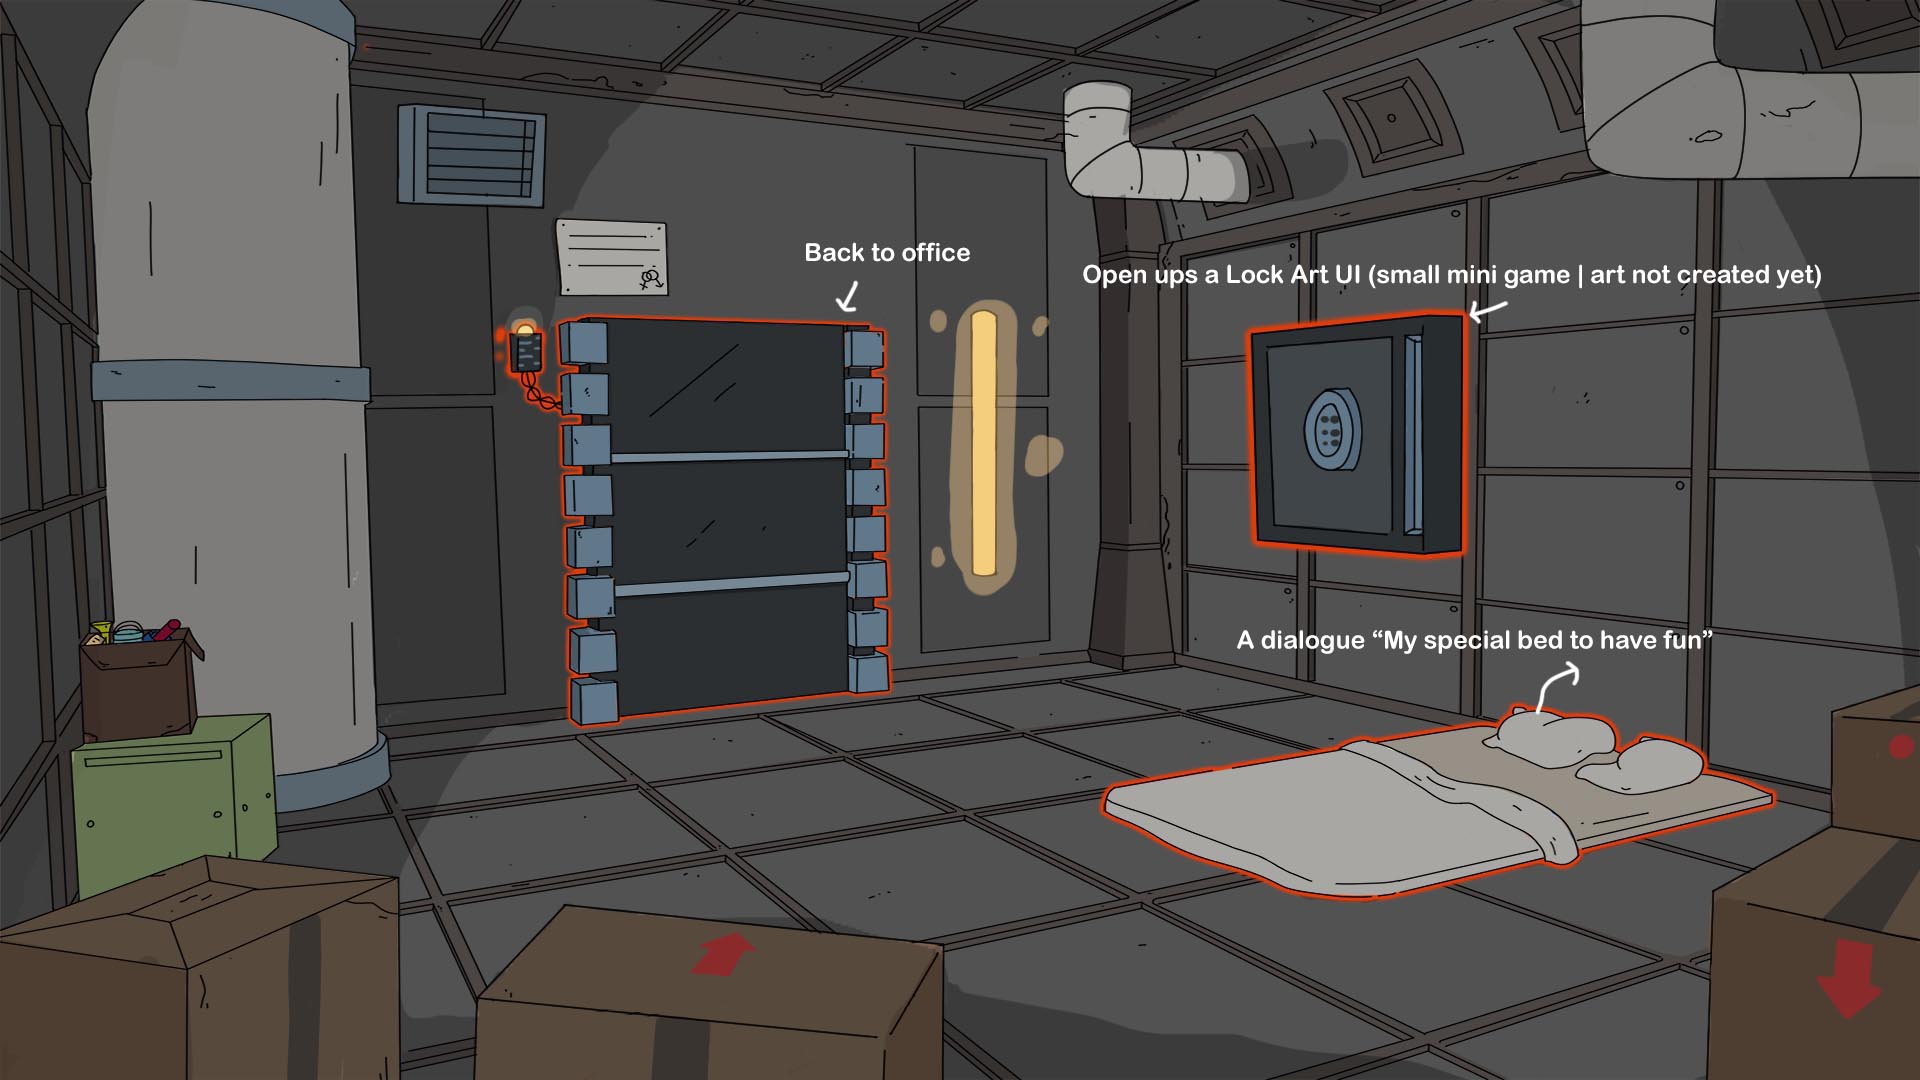 Back to office
Open ups a Lock Art UI (small mini game | art not created yet)
A dialogue “My special bed to have fun”